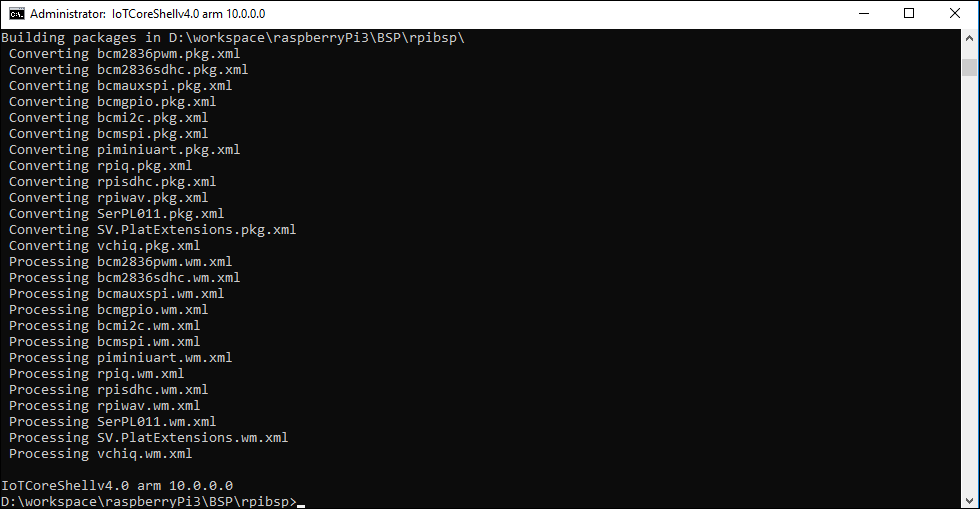 Administrator: IoTCoreShellv4.0 arm 10.0.0.0
Building packages in D:\workspace\raspberryPi3\BSP\rpibsp\
Converting bcm2836pwm.pkg.xml
Converting bcm2836sdhc.pkg.xml
Converting bcmauxspi.pkg.xml
Converting bcmgpio.pkg.xml
Converting bcmi2c.pkg.xml
Converting bcmspi.pkg.xml
Converting piminiuart.pkg.xml
Converting rpiq.pkg.xml
Converting rpisdhc.pkg.xml
Converting rpiwav.pkg.xml
Converting SerPL011.pkg.xml
Converting SV.PlatExtensions.pkg.xml
Converting vchiq.pkg.xml
Processing bcm2836pwm.wm.xml
Processing bcm2836sdhc.wm.xml
Processing bcmauxspi.wm.xml
Processing bcmgpio.wm.xml
Processing bcmi2c.wm.xml
Processing bcmspi.wm.xml
Processing piminiuart.wm.xml
Processing rpiq.wm.xml
Processing rpisdhc.wm.xml
Processing rpiwav.wm.xml
Processing SerPL011.wm.xml
Processing SV.PlatExtensions.wm.xml
Processing vchiq.wm.xml
IoTCoreShellv4.0 arm 10.0.0.0
D:\workspace\raspberryPi3\BSP\rpibsp>